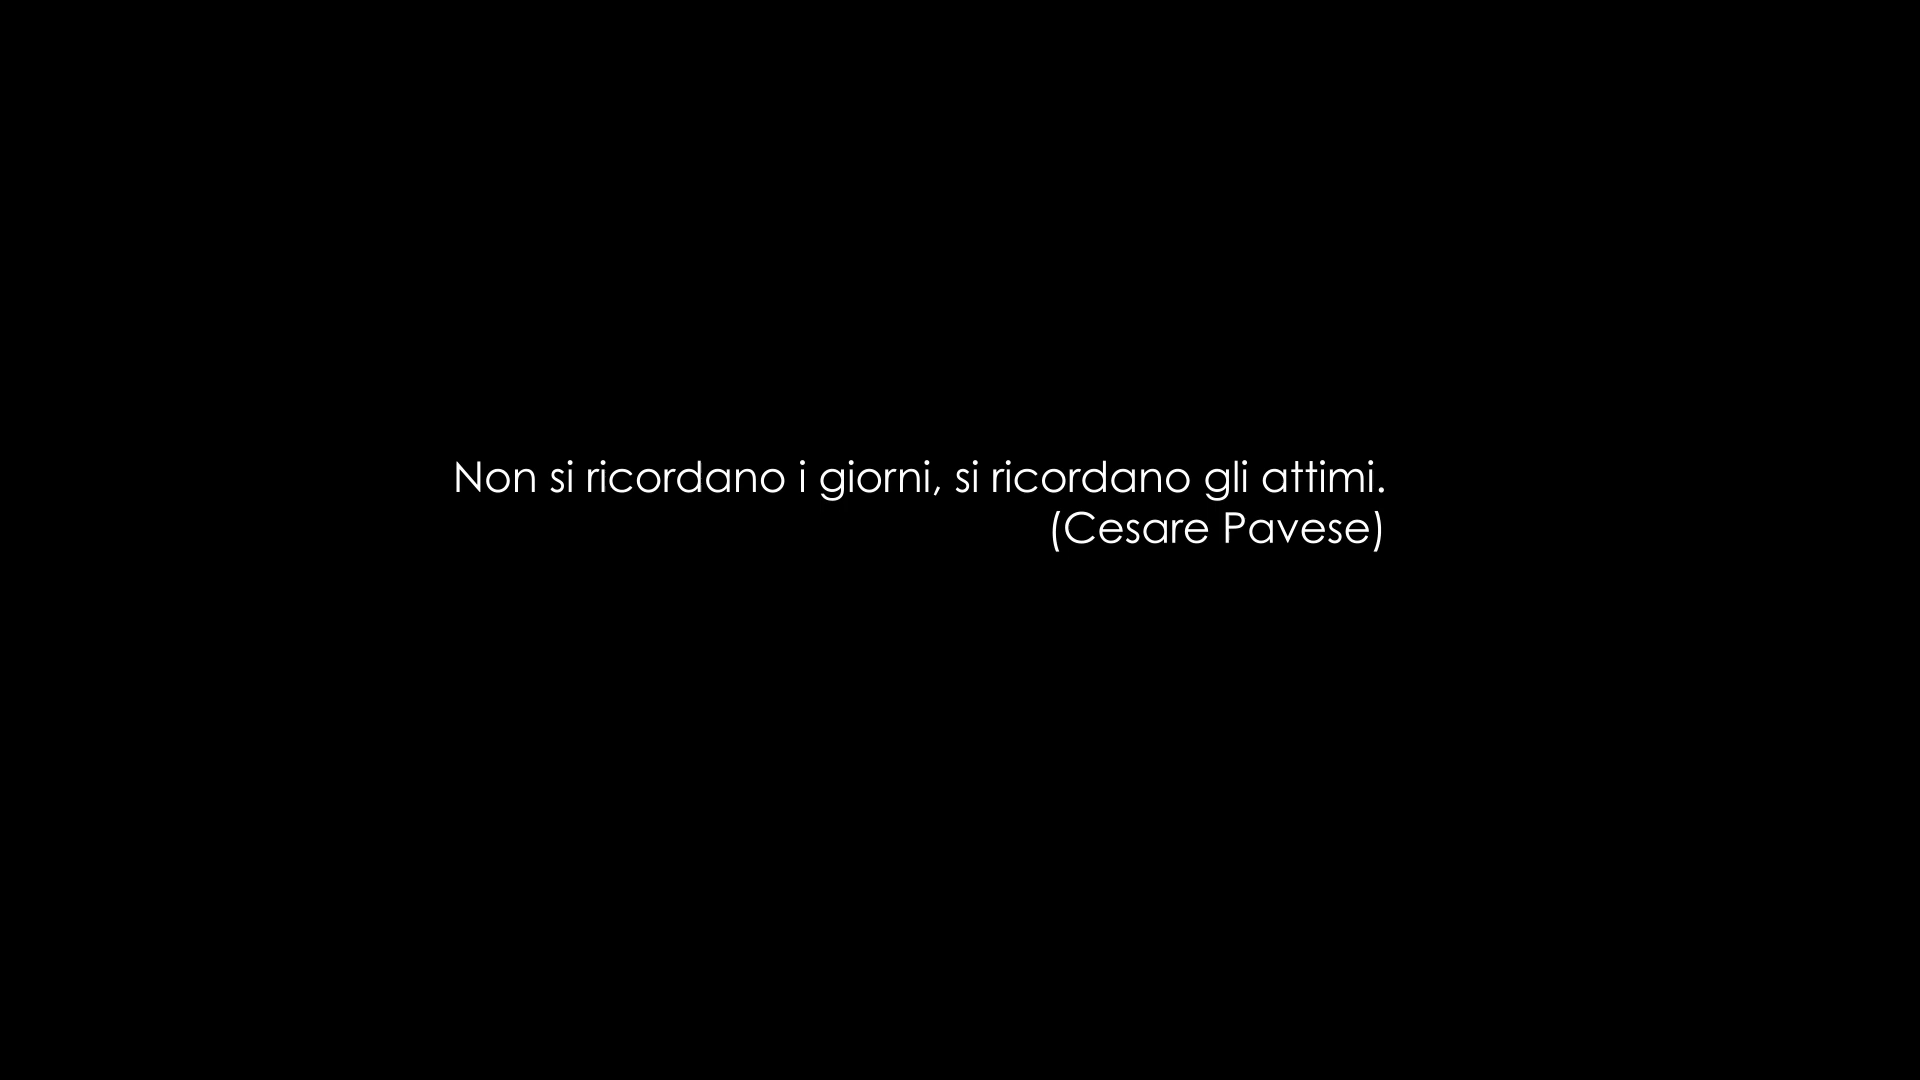 Non si ricordano i giorni, si ricordano gli attimi.
(Cesare Pavese)